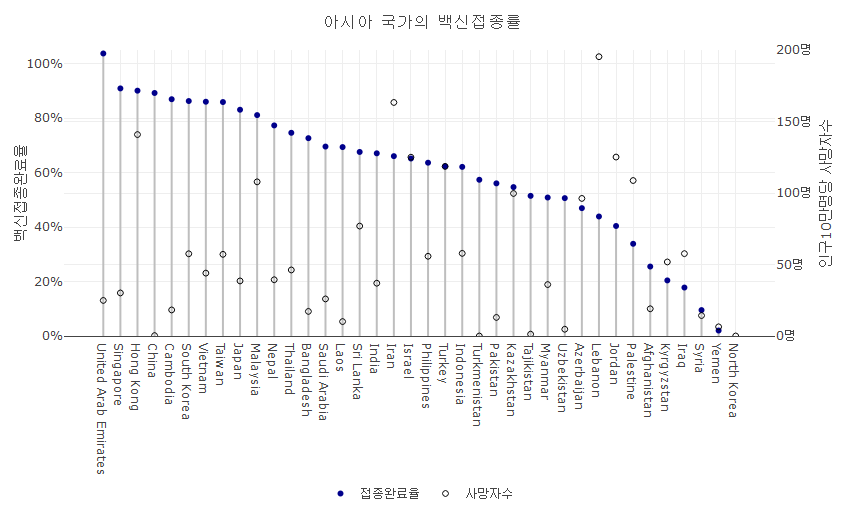 아시아 국가의 백신접종률
백신접종완료율
100%
80%
60%
40%
20%
0%
200명
150명
100명
50명
0명
인구10만명당 사망자수
United Arab Emirates
Singapore
Hong Kong
China
Cambodia
South Korea
Vietnam
Taiwan
Japan
Malaysia
Nepal
Thailand
Bangladesh
Saudi Arabia
Laos
Sri Lanka
India
Iran
Israel
Philippines
Turkey
Indonesia
Turkmenistan
Pakistan
Kazakhstan
Tajikistan
Myanmar
Uzbekistan
Azerbaijan
Lebanon
Jordan
Palestine
Afghanistan
Kyrgyzstan
Iraq
Syria
Yemen
North Korea
접종완료율
사망자수